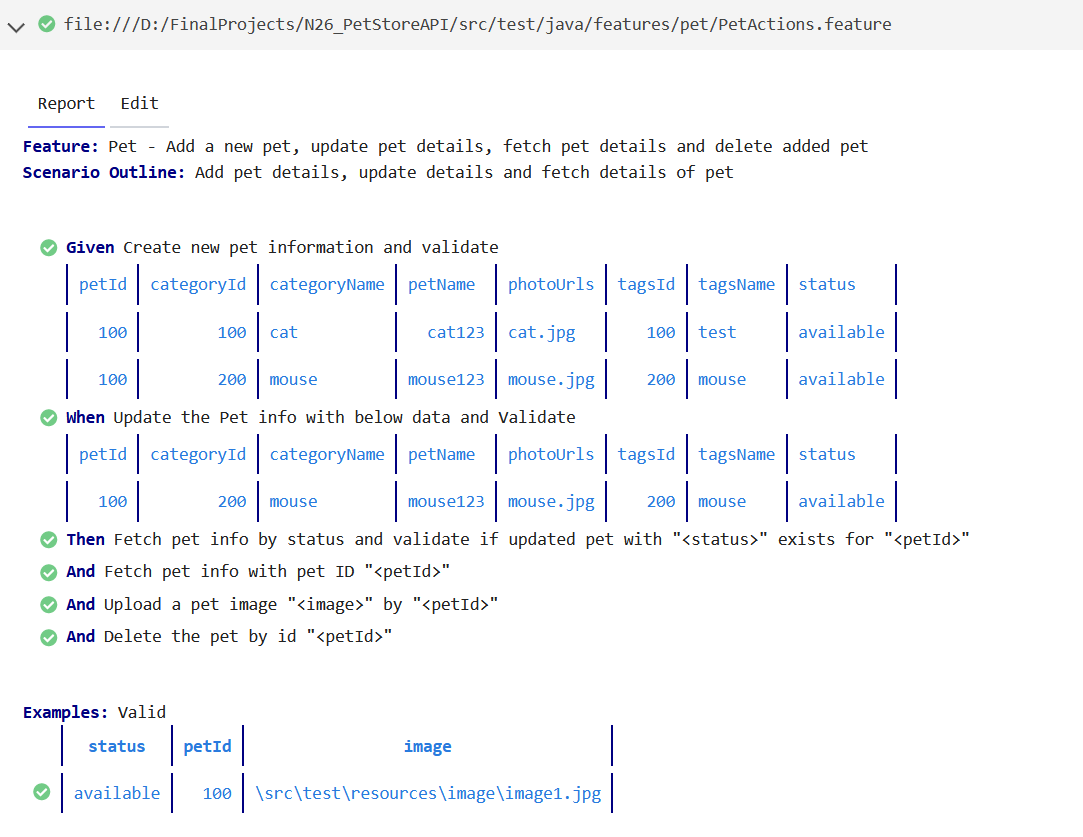 file:///D:/FinalProjects/N26_PetStoreAPI/src/test/java/features/pet/PetActions.feature
Report Edit
Feature: Pet - Add a new pet, update pet details, fetch pet details and delete added pet
Scenario Outline: Add pet details, update details and fetch details of pet
Given Create new pet information and validate
petId categoryId categoryName petName photoUrls tagsId tagsName status
100 100 cat cat123 cat.jpg 100 test available
100 200 mouse mouse123 mouse.jpg 200 mouse available
When Update the Pet info with below data and Validate
petId categoryId categoryName petName photoUrls tagsId tagsName status
100 200 mouse mouse123 mouse.jpg 200 mouse available
Then Fetch pet info by status and validate if updated pet with "<status>" exists for "<petId>"
And Fetch pet info with pet ID "<petId>"
And Upload a pet image "<image>" by "<petId>"
And Delete the pet by id "<petId>"
Examples: Valid
status petId image
available 100 \src\test\resources\image\image1.jpg